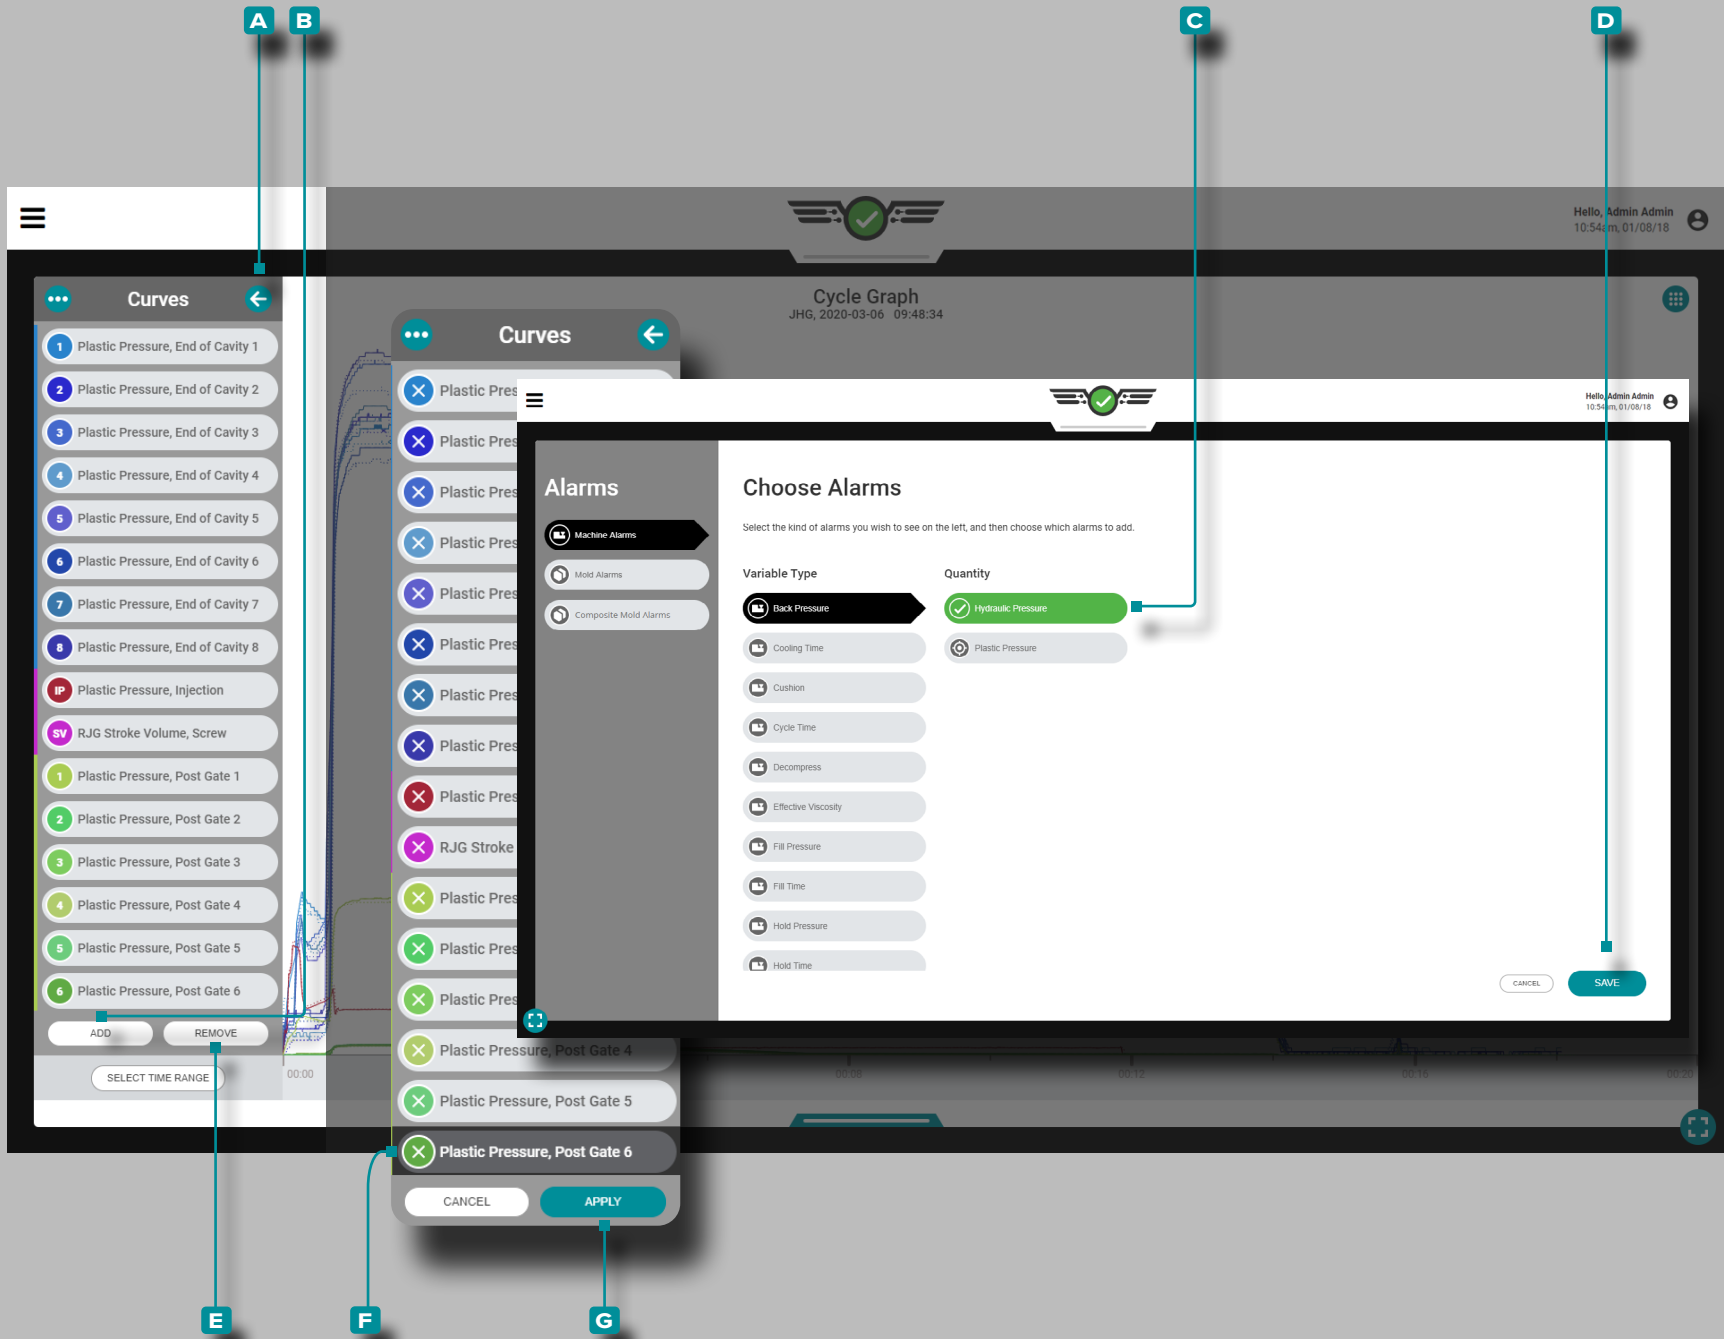 A
B
C
D
Hello, Admin Admin
10:54am, 01/08/18
Curves
1 Plastic Pressure, End of Cavity 1
2 Plastic Pressure, End of Cavity 2
3 Plastic Pressure, End of Cavity 3
4 Plastic Pressure, End of Cavity 4
5 Plastic Pressure, End of Cavity 5
6 Plastic Pressure, End of Cavity 6
7 Plastic Pressure, End of Cavity 7
8 Plastic Pressure, End of Cavity 8
IP Plastic Pressure, Injection
SV RJG Stroke Volume, Screw
1 Plastic Pressure, Post Gate 1
2 Plastic Pressure, Post Gate 2
3 Plastic Pressure, Post Gate 3
4 Plastic Pressure, Post Gate 4
5 Plastic Pressure, Post Gate 5
6 Plastic Pressure, Post Gate 6
ADD
REMOVE
SELECT TIME RANGE
Cycle Graph
JHG, 2020-03-06 09:48:34
00:00
00:08
00:12
00:16
00:20
Curves
Plastic Pres
Plastic Pres
Plastic Pres
Plastic Pres
Plastic Pres
Plastic Pres
Plastic Pres
Plastic Pres
Plastic Pres
RJG Stroke
Plastic Pres
Plastic Pres
Plastic Pres
Plastic Pressure, Post Gate 4
Plastic Pressure, Post Gate 5
Plastic Pressure, Post Gate 6
CANCEL
APPLY
Hello, Admin Admin
10:54am, 01/08/18
Alarms
Machine Alarms
Mold Alarms
Composite Mold Alarms
Choose Alarms
Select the kind of alarms you wish to see on the left, and then choose which alarms to add.
Variable Type
Back Pressure
Cooling Time
Cushion
Cycle Time
Decompress
Effective Viscosity
Fill Pressure
Fill Time
Hold Pressure
Hold Time
Quantity
Hydraulic Pressure
Plastic Pressure
CANCEL
SAVE
E
F
G